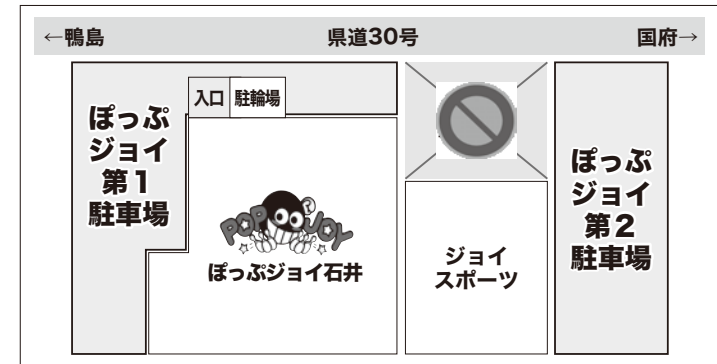 ←鴨島
県道30号
国府→
ぽっぷ
ジョイ
第1
駐車場
入口
駐輪場
POP JOY
ぽっぷジョイ石井
ジョイ
スポーツ
ぽっぷ
ジョイ
第2
駐車場